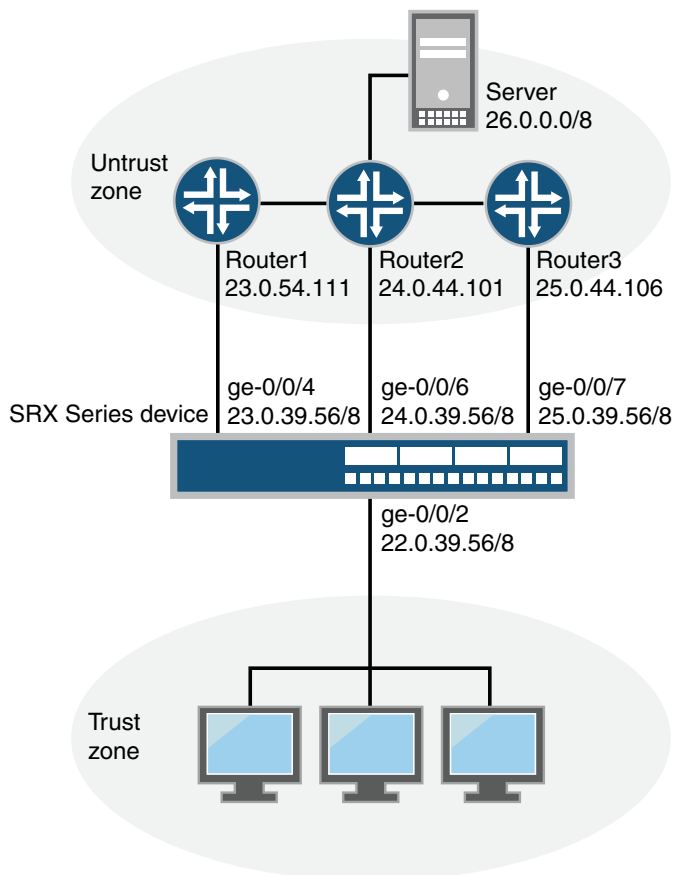 Server
26.0.0.0/8
Untrust
zone
Router1
23.0.54.111
Router2
24.0.44.101
Router3
25.0.44.106
SRX Series device
ge-0/0/4
23.0.39.56/8
ge-0/0/6
24.0.39.56/8
ge-0/0/7
25.0.39.56/8
ge-0/0/2
22.0.39.56/8
Trust
zone